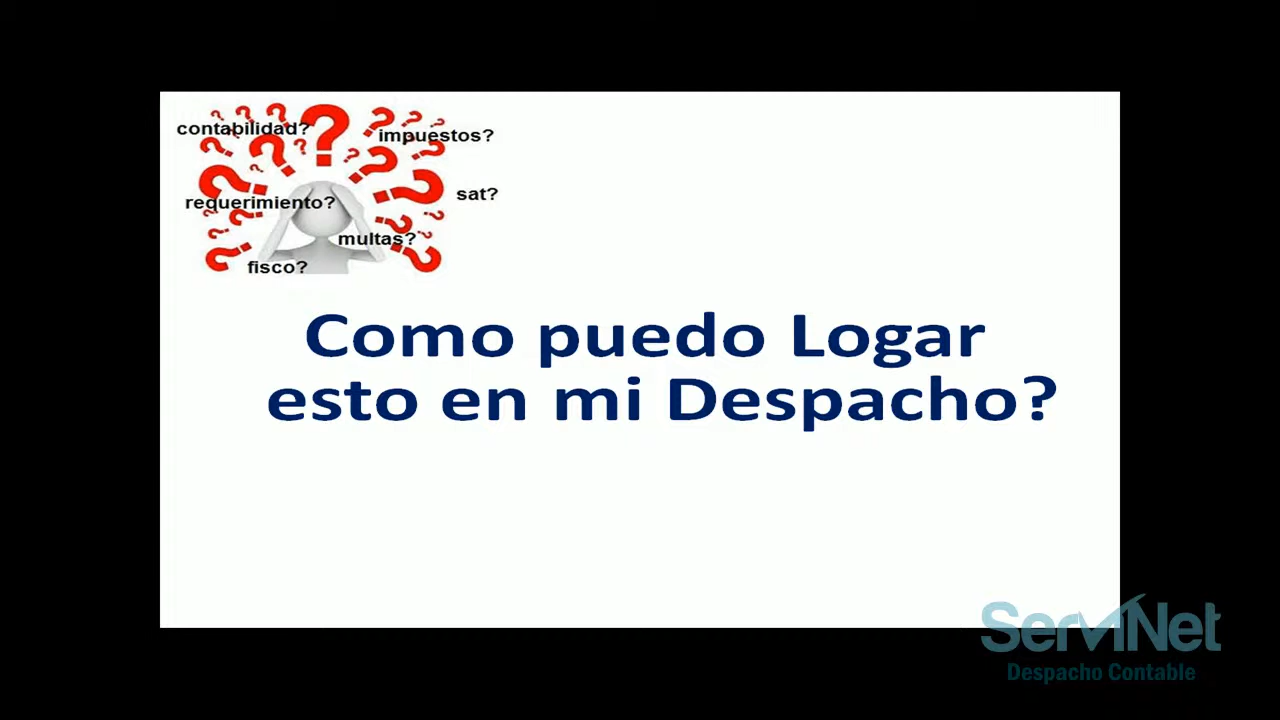 contabilidad?
impuestos?
sat?
requerimiento?
multas?
fisco?
Como puedo Logar
esto en mi Despacho?
ServiNet
Despacho Contable